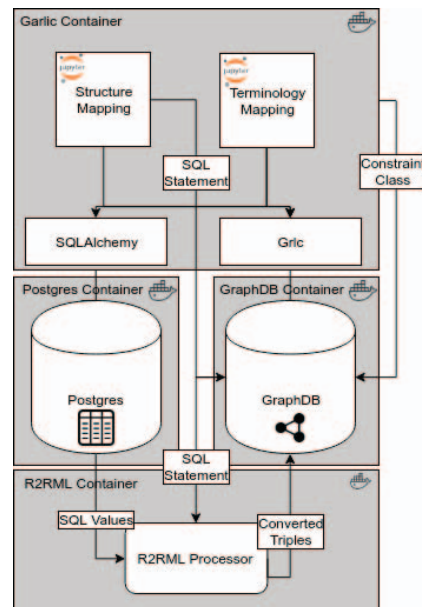 Garlic Container
jupyter
Structure
Mapping
jupyter
Terminology
Mapping
SQL
Statement
Constraint
Class
SQLAlchemy
Grlc
Postgres Container
GraphDB Container
Postgres
GraphDB
SQL
Statement
R2RML Container
SQL Values
Converted
Triples
R2RML Processor